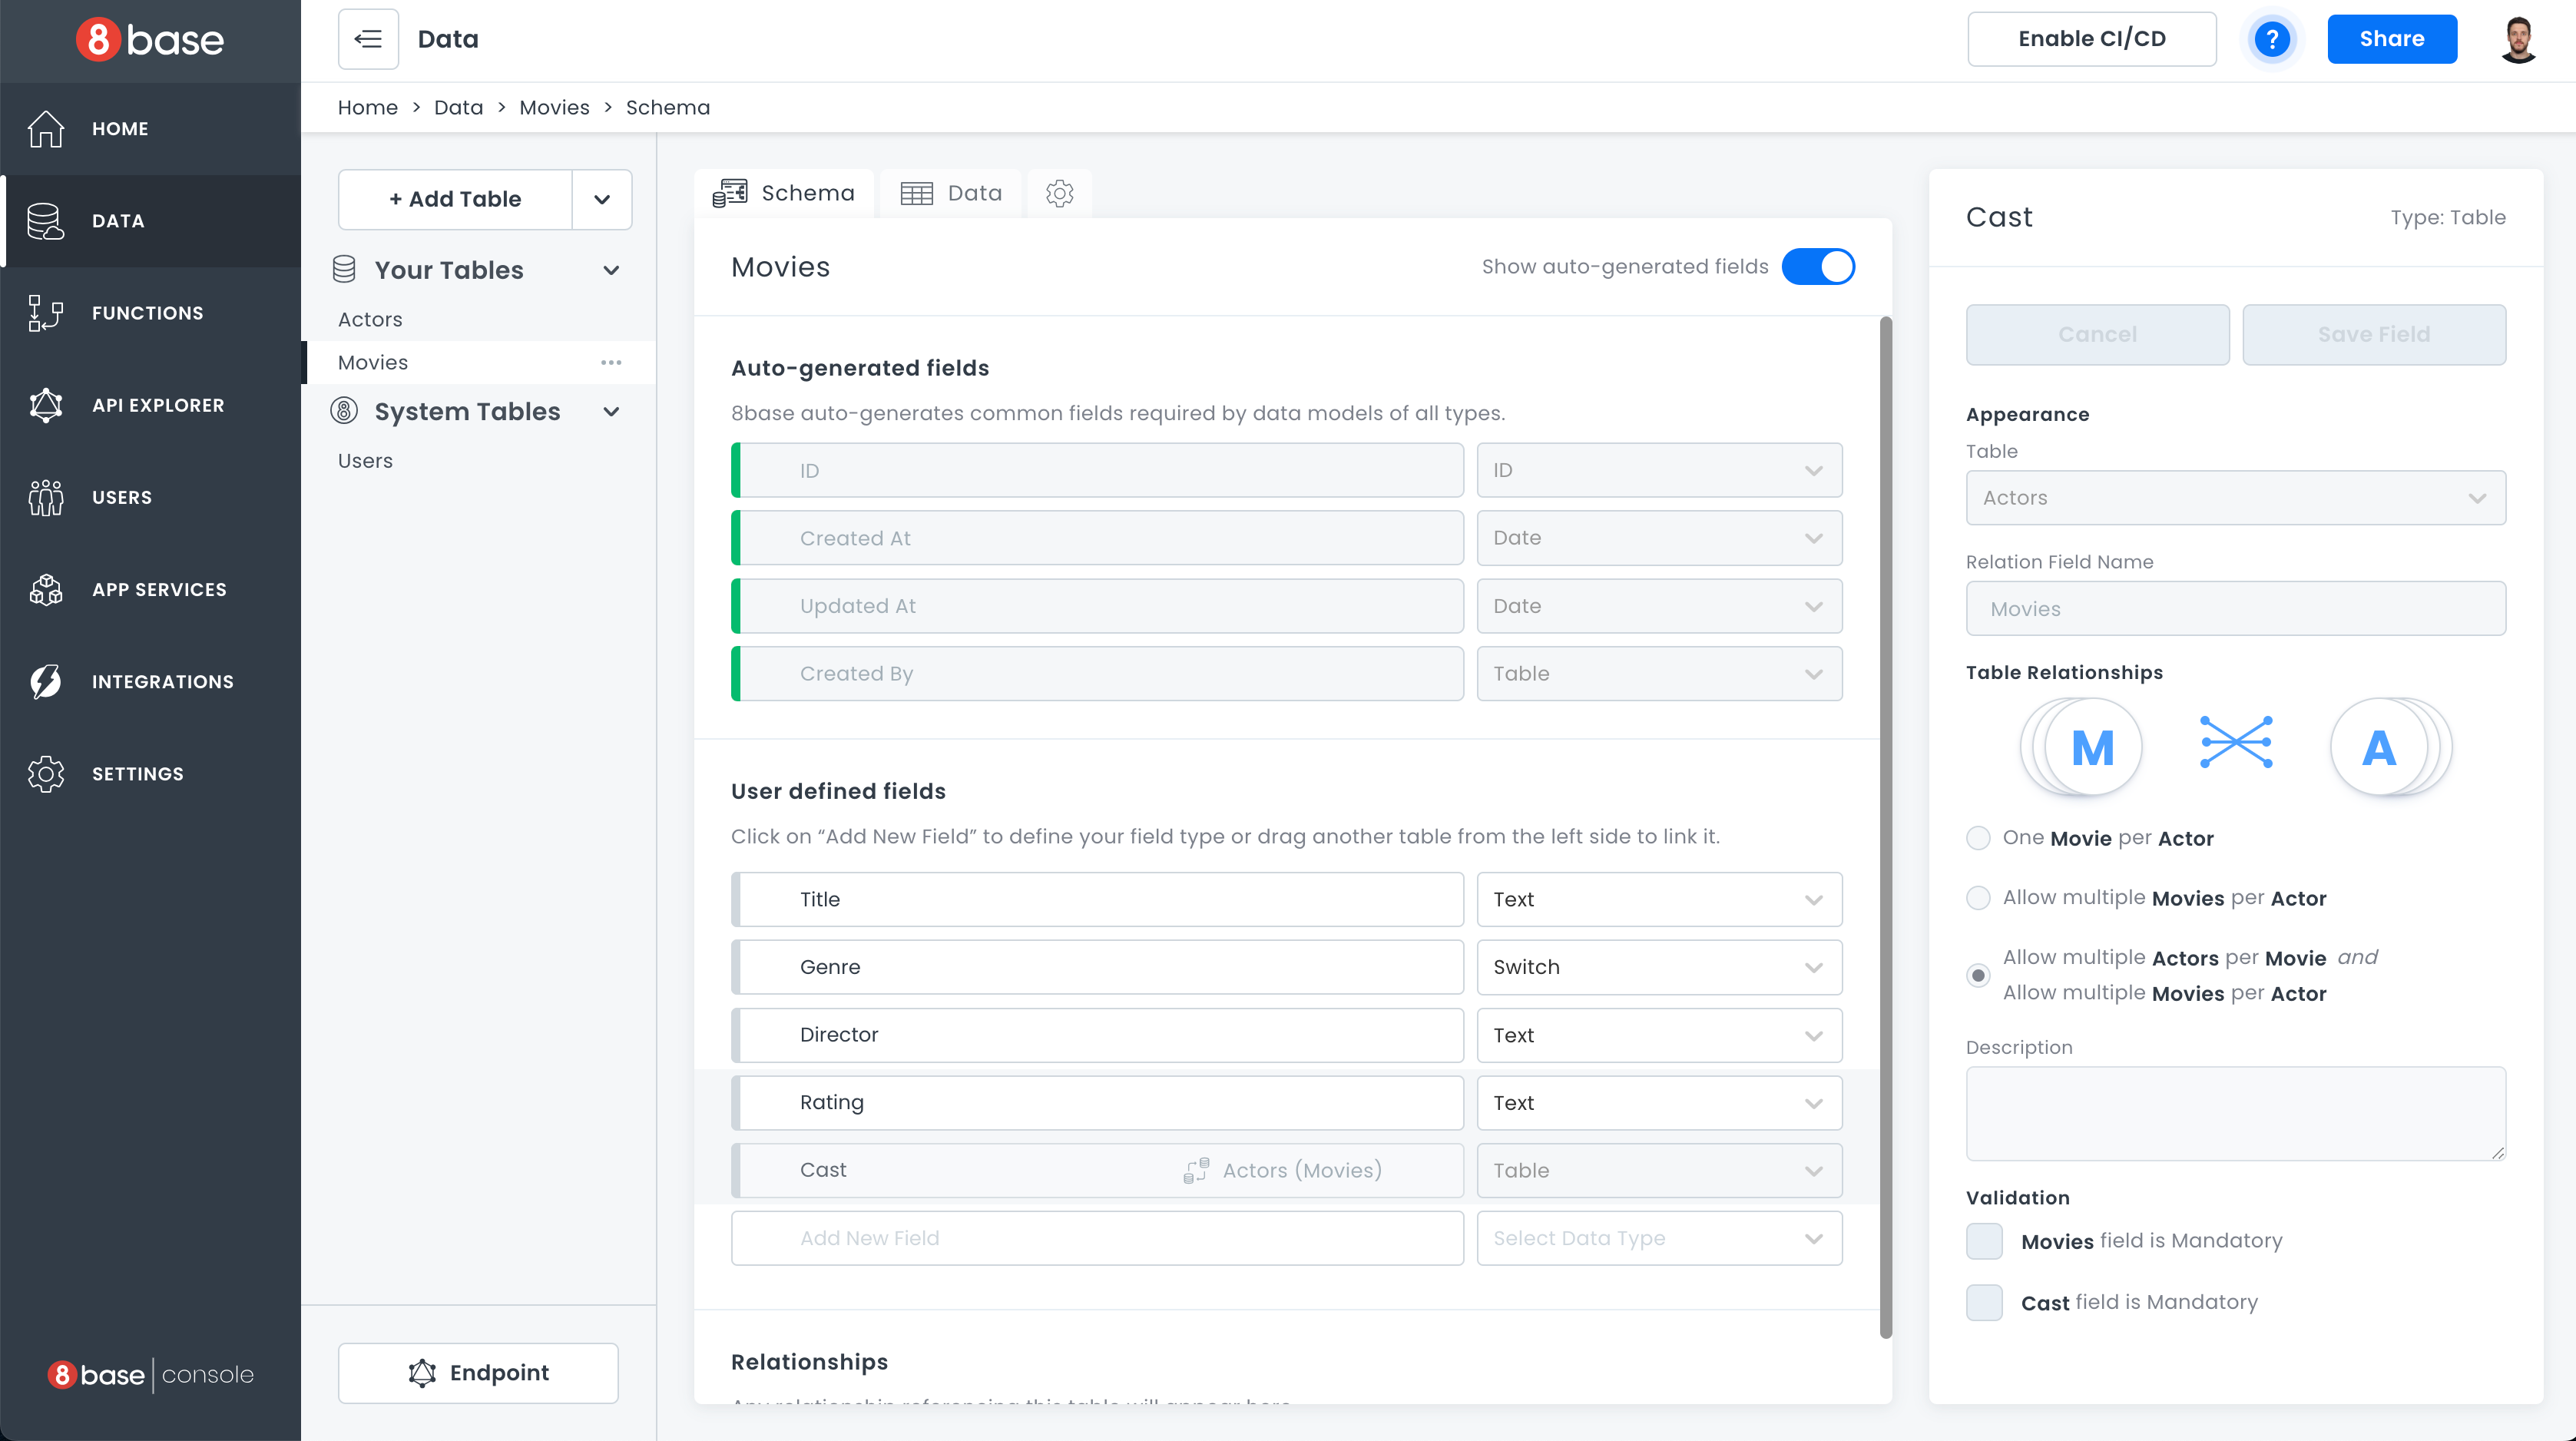 8base
HOME
DATA
FUNCTIONS
API EXPLORER
USERS
APP SERVICES
INTEGRATIONS
SETTINGS
8base console
Data
Enable CI/CD
?
Share
Home > Data > Movies > Schema
+ Add Table
Your Tables
Actors
Movies
System Tables
Users
Endpoint
Schema
Data
Movies
Show auto-generated fields
Auto-generated fields
8base auto-generates common fields required by data models of all types.
ID
ID
Created At
Date
Updated At
Date
Created By
Table
User defined fields
Click on “Add New Field” to define your field type or drag another table from the left side to link it.
Title
Text
Genre
Switch
Director
Text
Rating
Text
Cast
Actors (Movies)
Table
Add New Field
Select Data Type
Relationships
Any relationship referencing this table will appear here
Cast
Type: Table
Cancel
Save Field
Appearance
Table
Actors
Relation Field Name
Movies
Table Relationships
M
A
One Movie per Actor
Allow multiple Movies per Actor
Allow multiple Actors per Movie and
Allow multiple Movies per Actor
Description
Validation
Movies field is Mandatory
Cast field is Mandatory